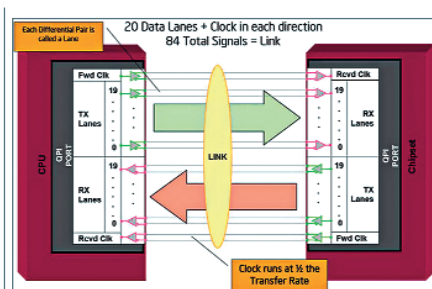 20 Data Lanes + Clock in each direction
84 Total Signals = Link
Each Differential Pair is
called a Lane
CPU
QPI
PORT
Fwd Clk
19
TX
Lanes
0
19
RX
Lanes
0
Rcvd Clk
LINK
Rcvd Clk
19
RX
Lanes
0
19
TX
Lanes
0
Fwd Clk
QPI
PORT
Chipset
Clock runs at ½ the
Transfer Rate